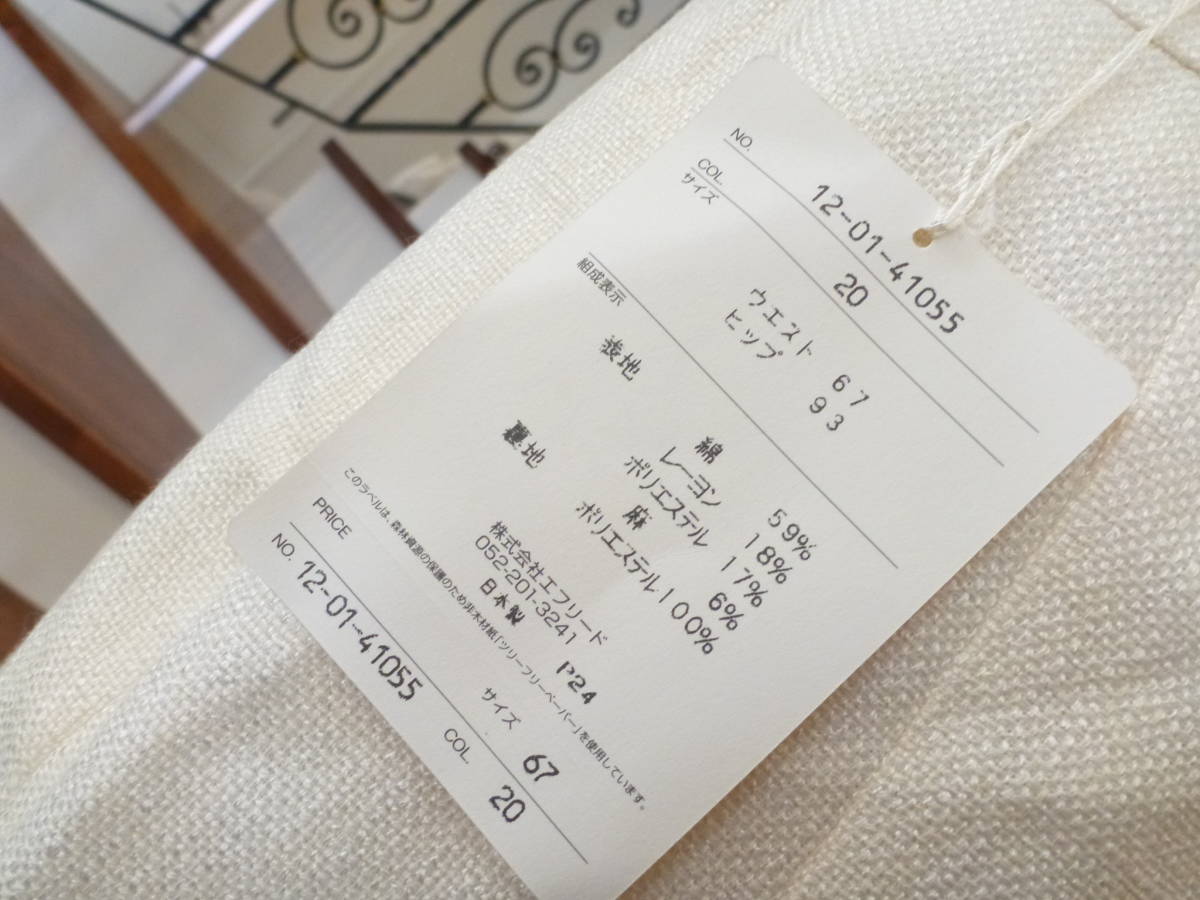 NO. 12-01-41055
COL. 20
サイズ ウエスト 67
ヒップ 93
組成表示
表地 綿 59%
レーヨン 18%
ポリエステル 17%
麻 6%
裏地 ポリエステル100%
株式会社エフリード
052-201-3241
日本製 P24
このラベルは、森林資源の保護のため非木材紙「ツリーフリーペーパー」を使用しています。
PRICE サイズ 67
NO. 12-01-41055 COL. 20